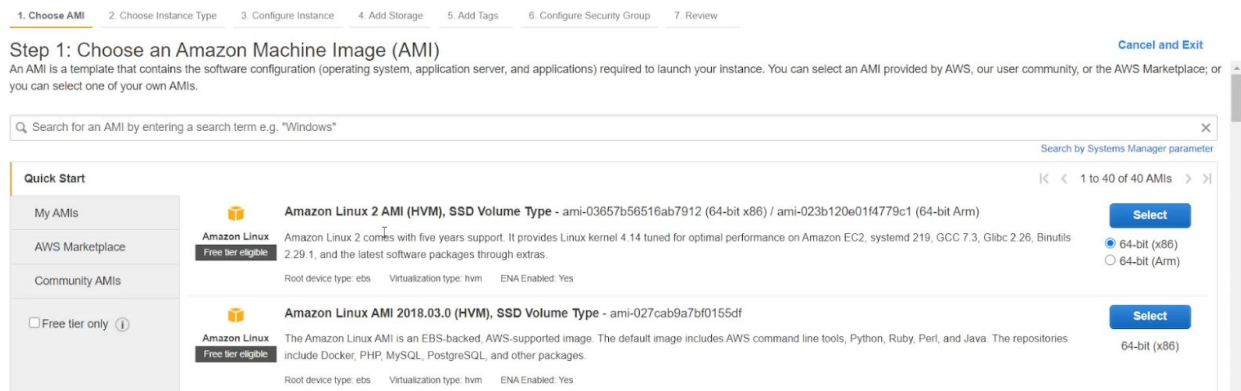 1. Choose AMI 2. Choose Instance Type 3. Configure Instance 4. Add Storage 5. Add Tags 6. Configure Security Group 7. Review
Step 1: Choose an Amazon Machine Image (AMI)
Cancel and Exit
An AMI is a template that contains the software configuration (operating system, application server, and applications) required to launch your instance. You can select an AMI provided by AWS, our user community, or the AWS Marketplace; or
you can select one of your own AMIs.
Search for an AMI by entering a search term e.g. "Windows"
Search by Systems Manager parameter
Quick Start
1 to 40 of 40 AMIs
My AMIs
AWS Marketplace
Community AMIs
Free tier only
Amazon Linux
Free tier eligible
Amazon Linux 2 AMI (HVM), SSD Volume Type - ami-03657b56516ab7912 (64-bit x86) / ami-023b120e01f4779c1 (64-bit Arm)
Amazon Linux 2 comes with five years support. It provides Linux kernel 4.14 tuned for optimal performance on Amazon EC2, systemd 219, GCC 7.3, Glibc 2.26, Binutils
2.29.1, and the latest software packages through extras.
Root device type: ebs Virtualization type: hvm ENA Enabled: Yes
Select
64-bit (x86)
64-bit (Arm)
Amazon Linux
Free tier eligible
Amazon Linux AMI 2018.03.0 (HVM), SSD Volume Type - ami-027cab9a7bf0155df
The Amazon Linux AMI is an EBS-backed, AWS-supported image. The default image includes AWS command line tools, Python, Ruby, Perl, and Java. The repositories
include Docker, PHP, MySQL, PostgreSQL, and other packages.
Root device type: ebs Virtualization type: hvm ENA Enabled: Yes
Select
64-bit (x86)